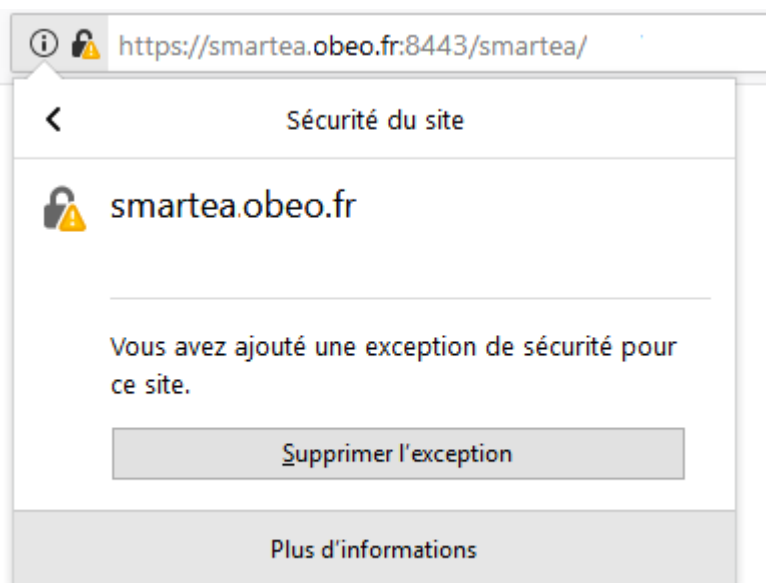 https://smartea.obeo.fr:8443/smartea/
Sécurité du site
smartea.obeo.fr
Vous avez ajouté une exception de sécurité pour
ce site.
Supprimer l'exception
Plus d'informations